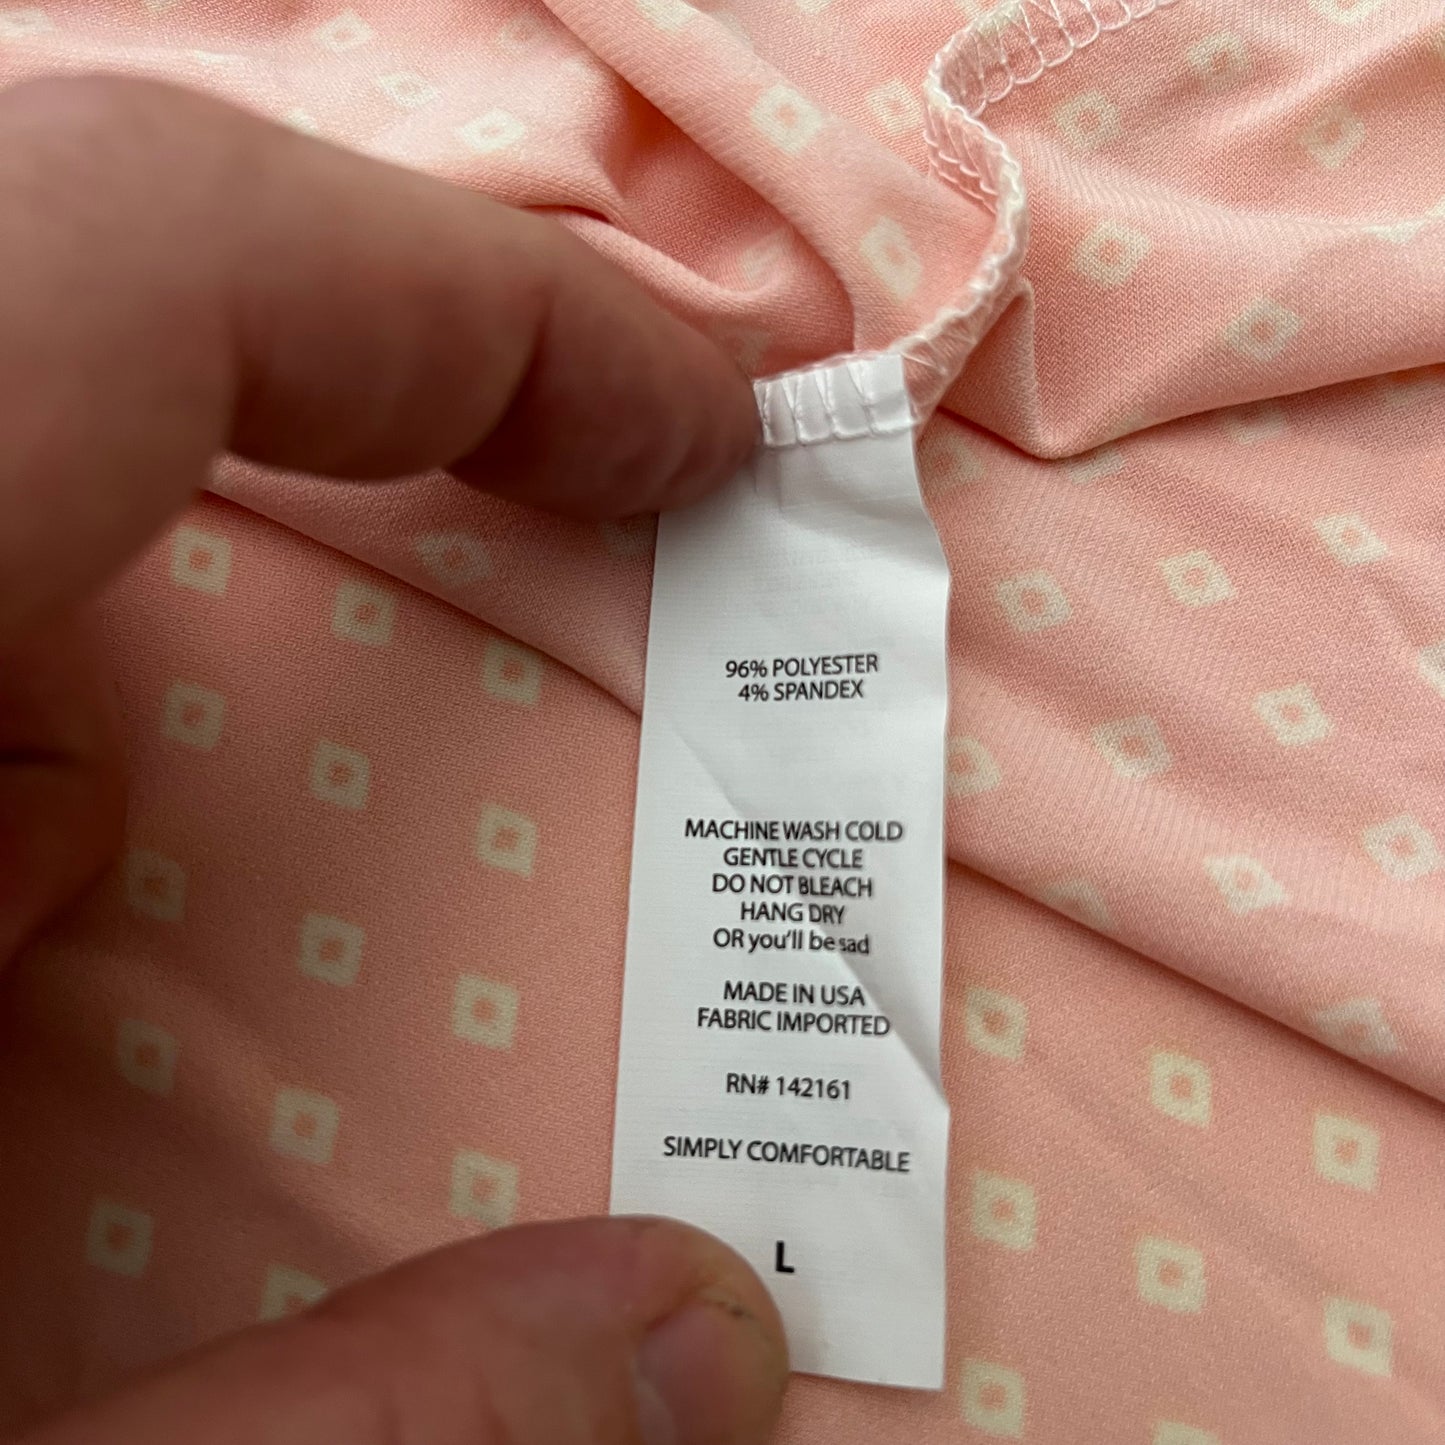 96% POLYESTER
4% SPANDEX
MACHINE WASH COLD
GENTLE CYCLE
DO NOT BLEACH
HANG DRY
OR you'll be sad
MADE IN USA
FABRIC IMPORTED
RN# 142161
SIMPLY COMFORTABLE
L